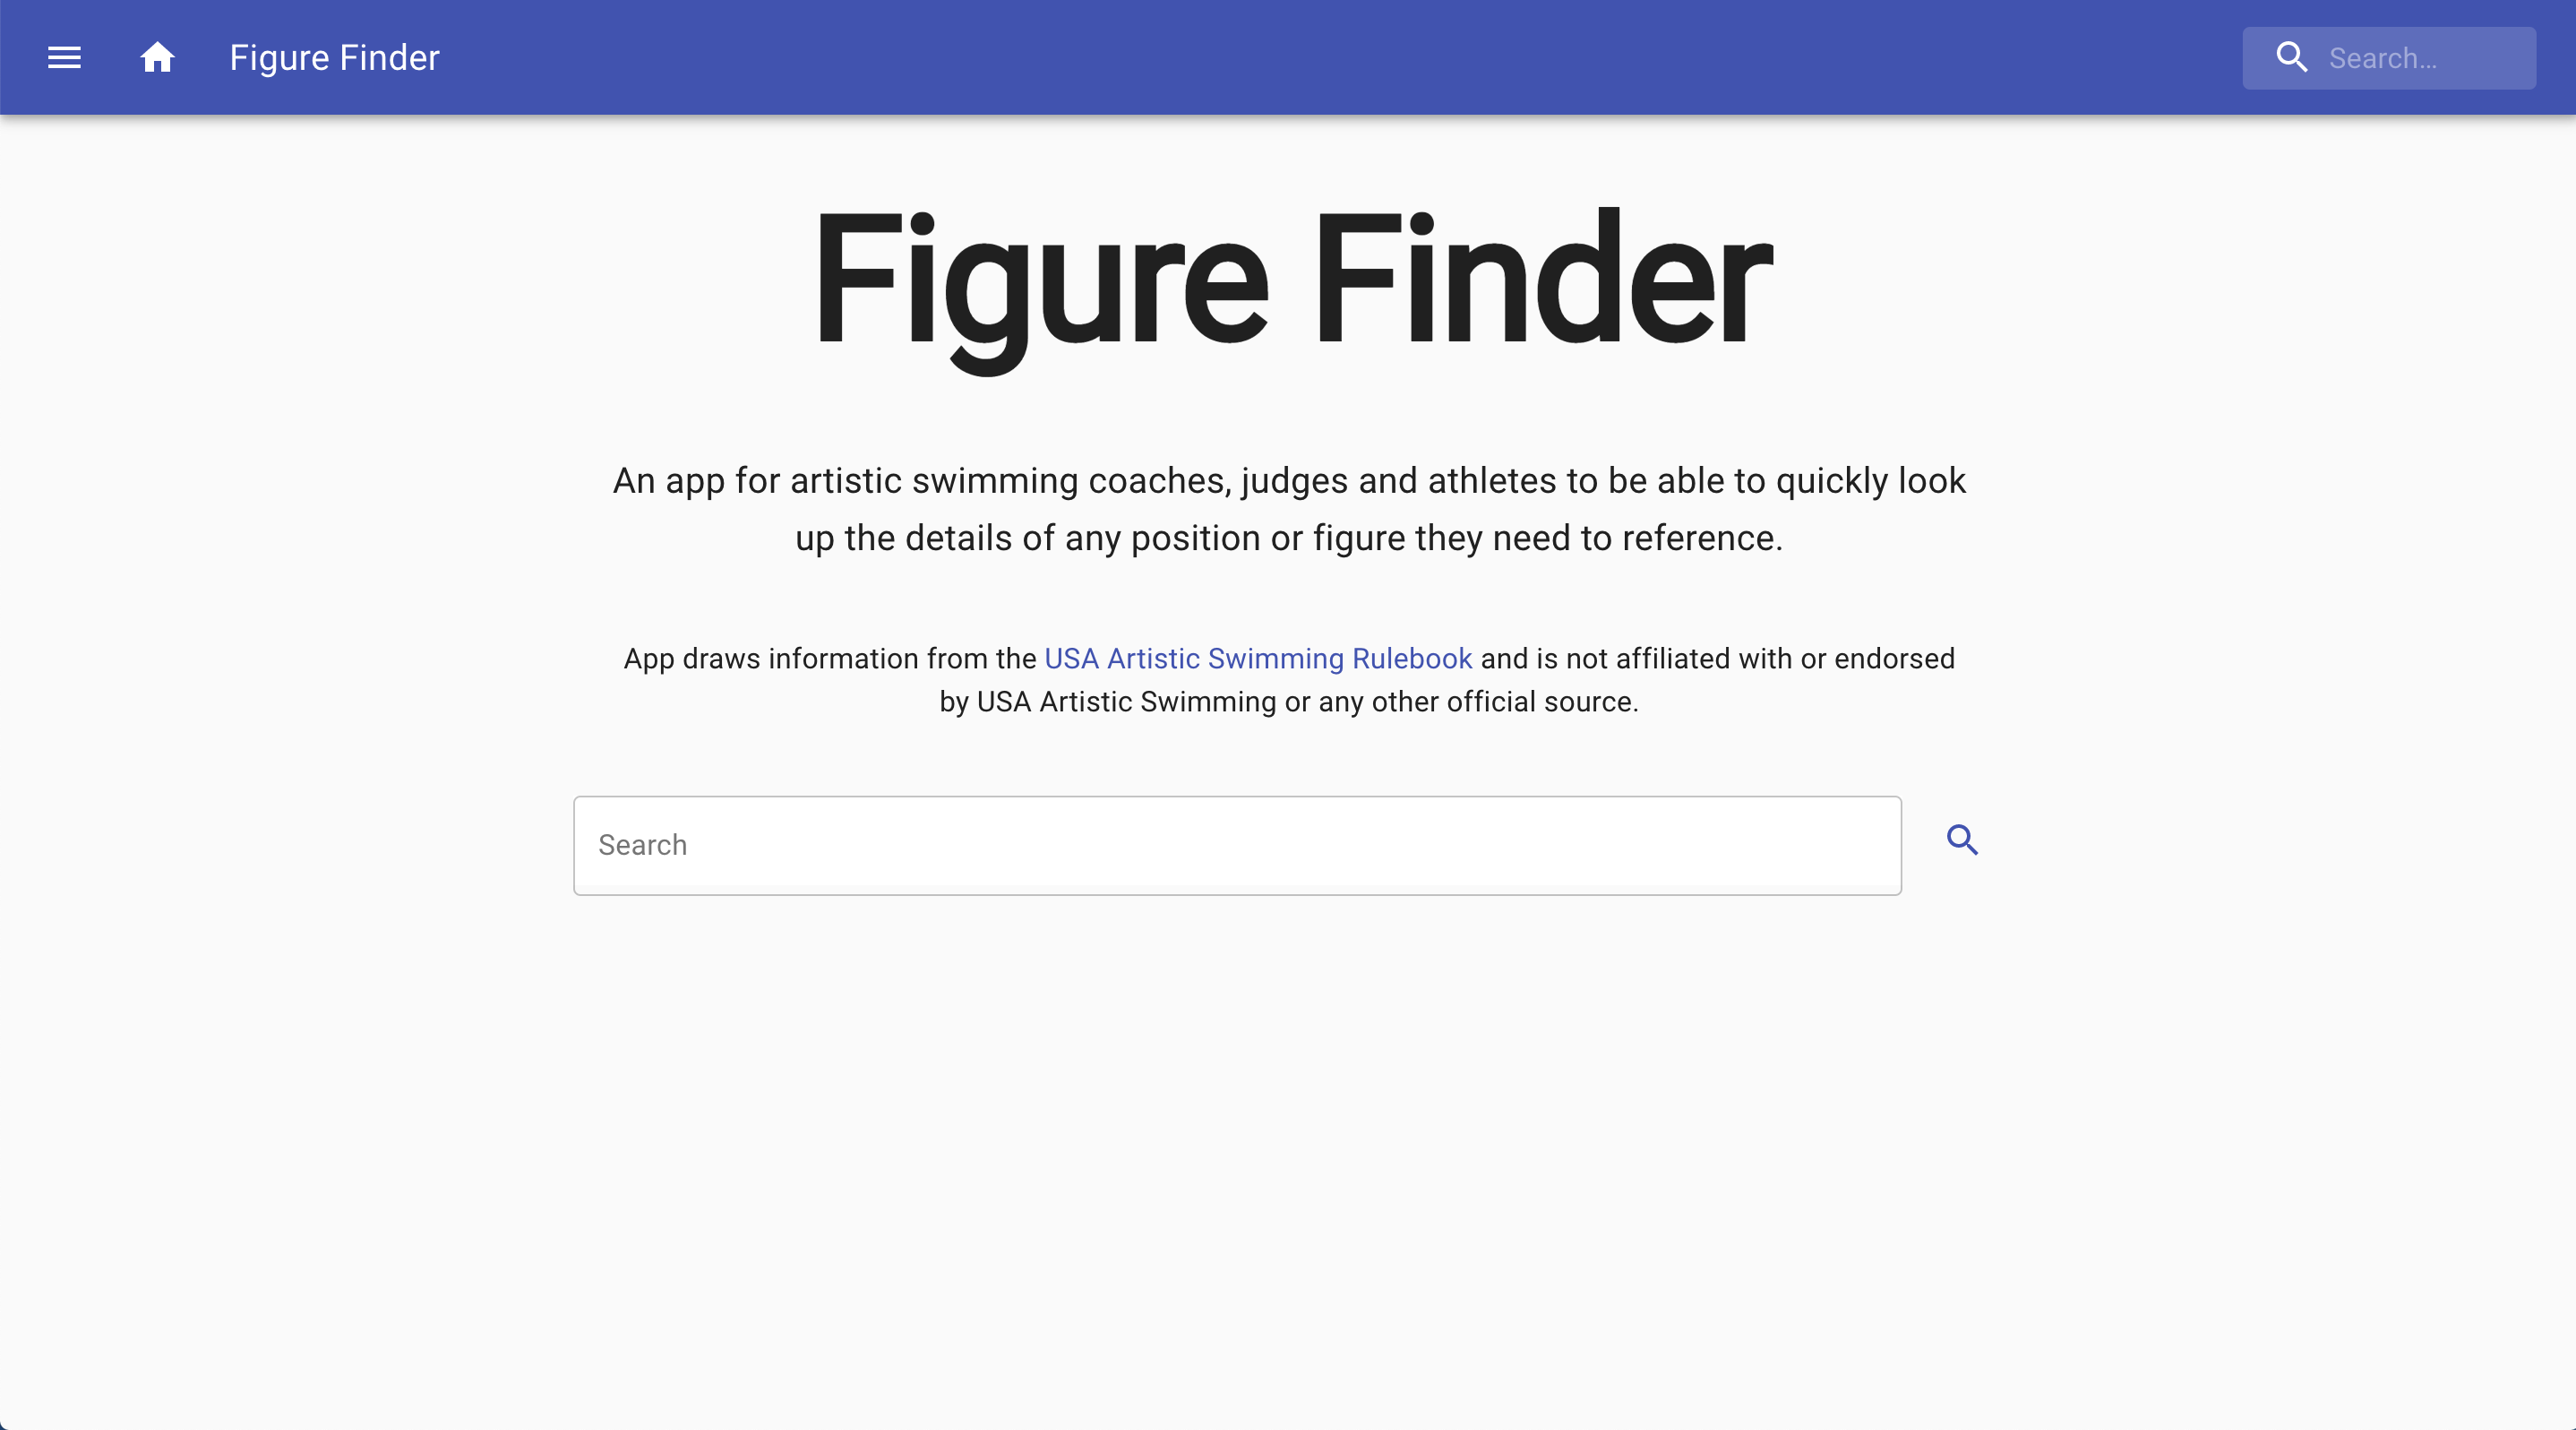 Figure Finder
Search...
Figure Finder
An app for artistic swimming coaches, judges and athletes to be able to quickly look
up the details of any position or figure they need to reference.
App draws information from the USA Artistic Swimming Rulebook and is not affiliated with or endorsed
by USA Artistic Swimming or any other official source.
Search